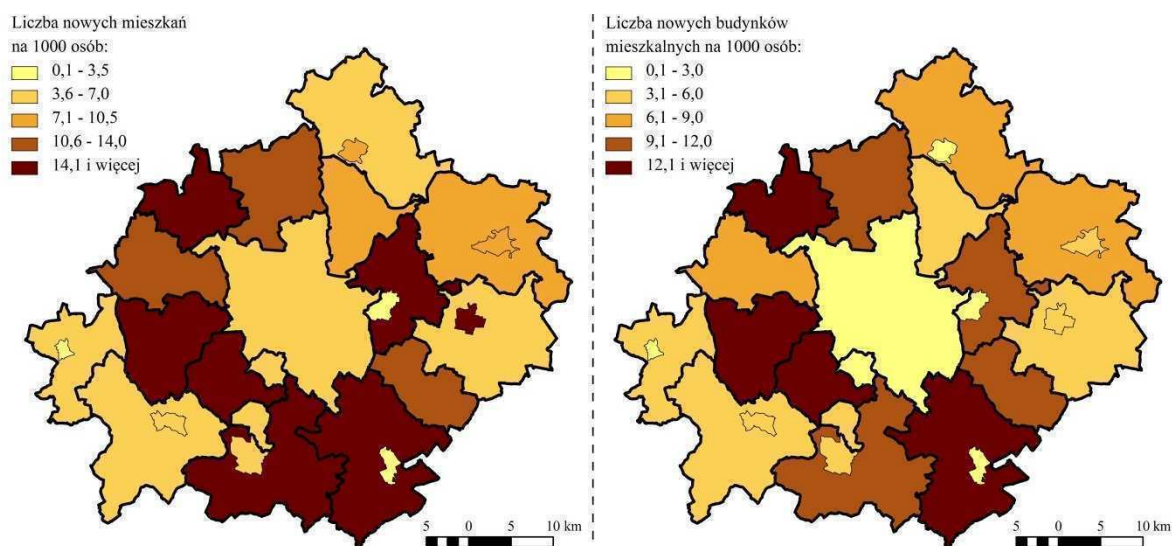 Liczba nowych mieszkań
na 1000 osób:
0,1 - 3,5
3,6 - 7,0
7,1 - 10,5
10,6 - 14,0
14,1 i więcej
5 0 5 10 km
Liczba nowych budynków
mieszkalnych na 1000 osób:
0,1 - 3,0
3,1 - 6,0
6,1 - 9,0
9,1 - 12,0
12,1 i więcej
5 0 5 10 km